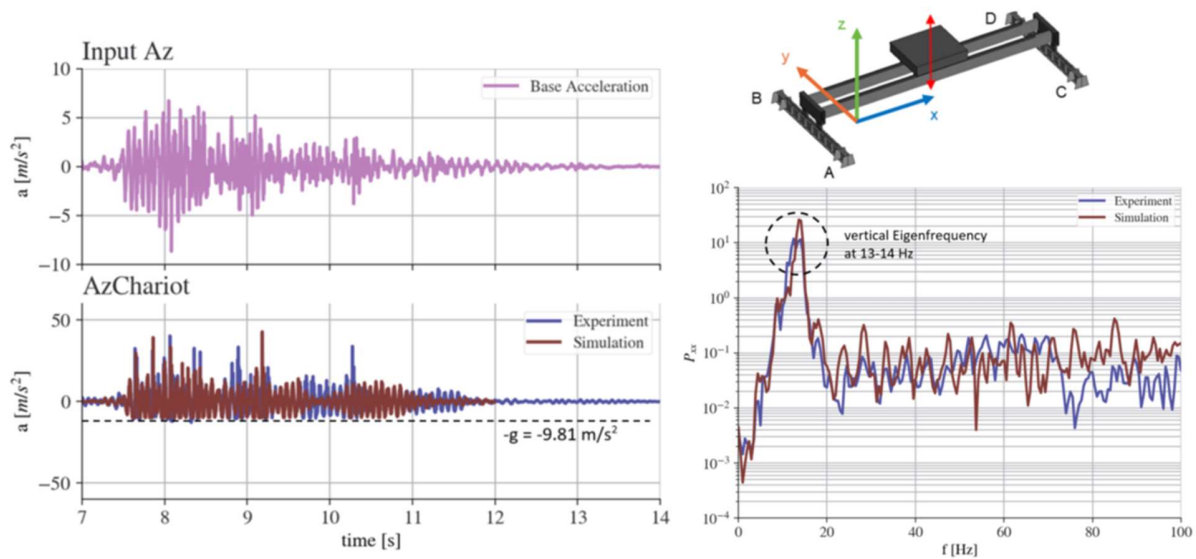 Input Az
10
5
0
−5
−10
a [m/s²]
Base Acceleration
AzChariot
50
0
−50
a [m/s²]
Experiment
Simulation
-g = -9.81 m/s²
7 8 9 10 11 12 13 14
time [s]
z
y
x
D
B
C
A
10²
10¹
10⁰
10⁻¹
10⁻²
10⁻³
10⁻⁴
Pxx
Experiment
Simulation
vertical Eigenfrequency
at 13-14 Hz
0 20 40 60 80 100
f [Hz]